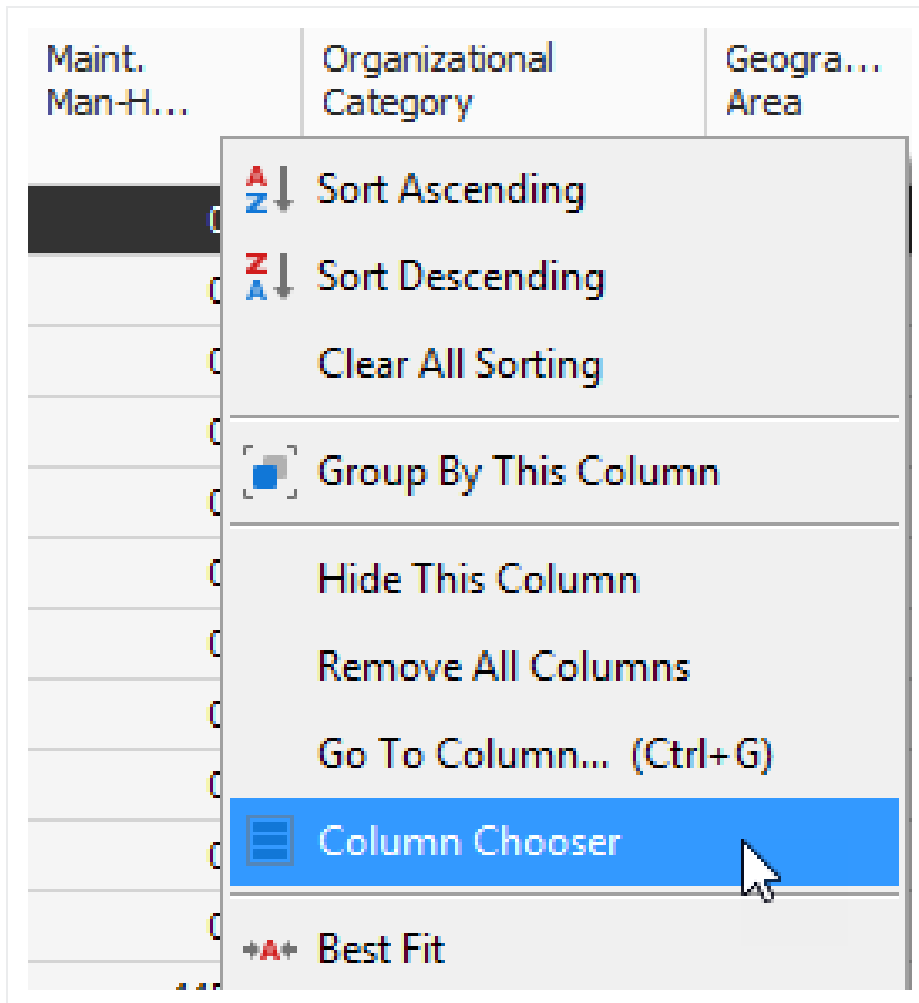 Maint.
Man-H...
Organizational
Category
Geogra...
Area
Sort Ascending
Sort Descending
Clear All Sorting
Group By This Column
Hide This Column
Remove All Columns
Go To Column... (Ctrl+G)
Column Chooser
Best Fit